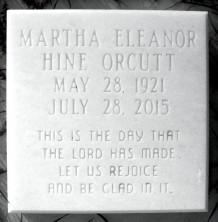 MARTHA ELEANOR
HINE ORCUTT
MAY 28, 1921
JULY 28, 2015
THIS IS THE DAY THAT
THE LORD HAS MADE.
LET US REJOICE
AND BE GLAD IN IT.